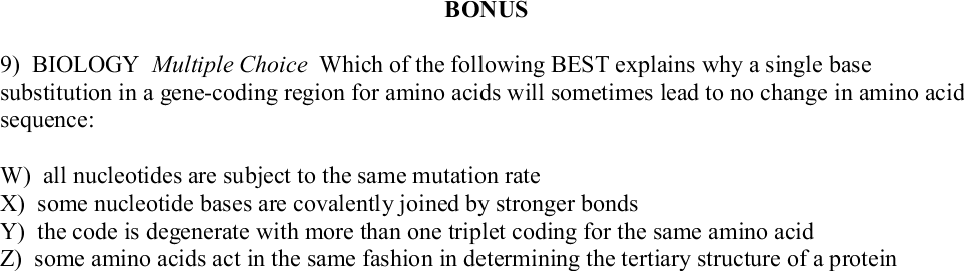 BONUS
9) BIOLOGY Multiple Choice Which of the following BEST explains why a single base
substitution in a gene-coding region for amino acids will sometimes lead to no change in amino acid
sequence:
W) all nucleotides are subject to the same mutation rate
X) some nucleotide bases are covalently joined by stronger bonds
Y) the code is degenerate with more than one triplet coding for the same amino acid
Z) some amino acids act in the same fashion in determining the tertiary structure of a protein